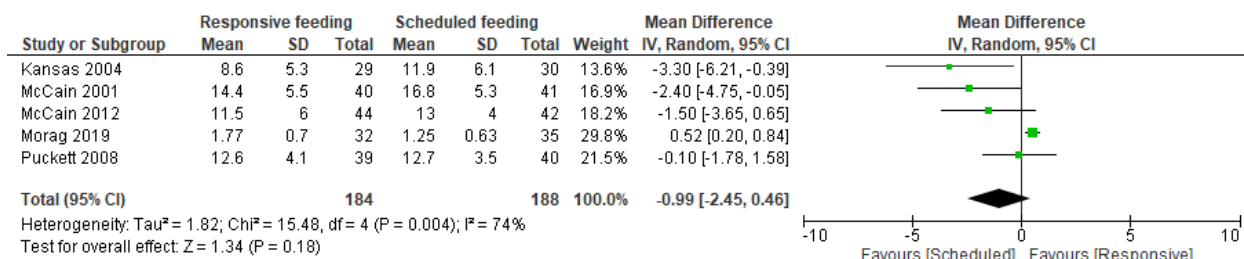 Responsive feeding Scheduled feeding Mean Difference Mean Difference
Study or Subgroup Mean SD Total Mean SD Total Weight IV, Random, 95% CI IV, Random, 95% CI
Kansas 2004 8.6 5.3 29 11.9 6.1 30 13.6% -3.30 [-6.21, -0.39]
McCain 2001 14.4 5.5 40 16.8 5.3 41 16.9% -2.40 [-4.75, -0.05]
McCain 2012 11.5 6 44 13 4 42 18.2% -1.50 [-3.65, 0.65]
Morag 2019 1.77 0.7 32 1.25 0.63 35 29.8% 0.52 [0.20, 0.84]
Puckett 2008 12.6 4.1 39 12.7 3.5 40 21.5% -0.10 [-1.78, 1.58]
Total (95% CI) 184 188 100.0% -0.99 [-2.45, 0.46]
Heterogeneity: Tau² = 1.82; Chi² = 15.48, df = 4 (P = 0.004); I² = 74%
Test for overall effect: Z = 1.34 (P = 0.18)
-10 -5 0 5 10
Favours [Scheduled] Favours [Responsive]